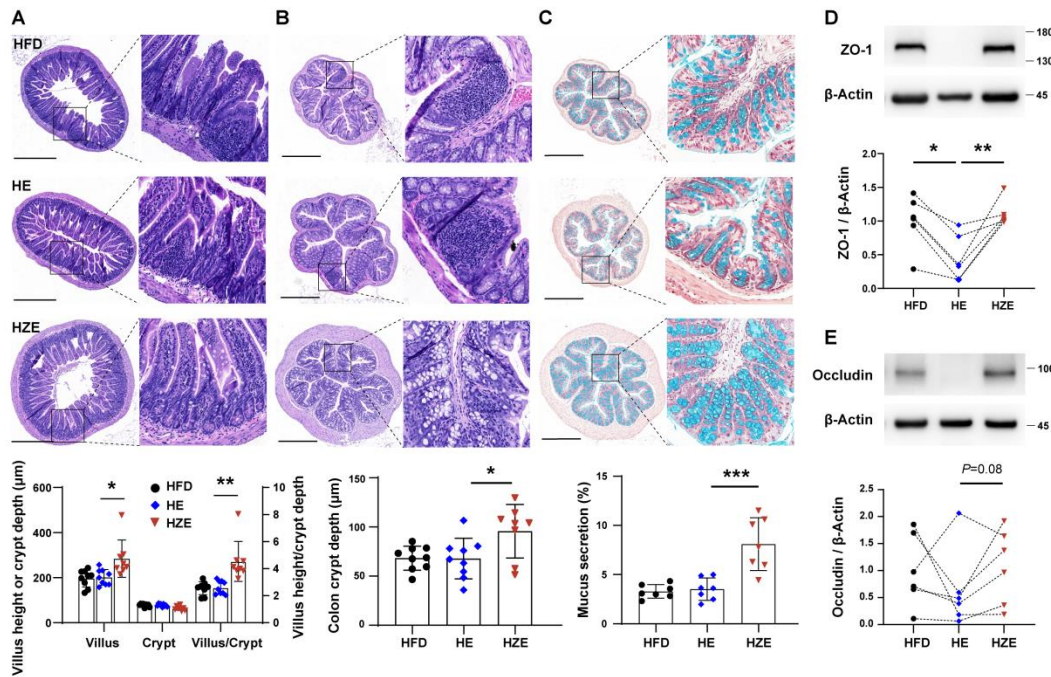 A
B
C
D
HFD
HE
HZE
ZO-1
180
130
β-Actin
45
* **
ZO-1 / β-Actin
2.0
1.5
1.0
0.5
0.0
HFD HE HZE
E
Occludin
100
β-Actin
45
Villus height or crypt depth (μm)
600
400
200
0
* **
HFD
HE
HZE
10
8
6
4
2
0
Villus height/crypt depth
Villus Crypt Villus/Crypt
Colon crypt depth (μm)
150
100
50
0
*
HFD HE HZE
Mucus secretion (%)
15
10
5
0
***
HFD HE HZE
P=0.08
Occludin / β-Actin
2.5
2.0
1.5
1.0
0.5
0.0
HFD HE HZE